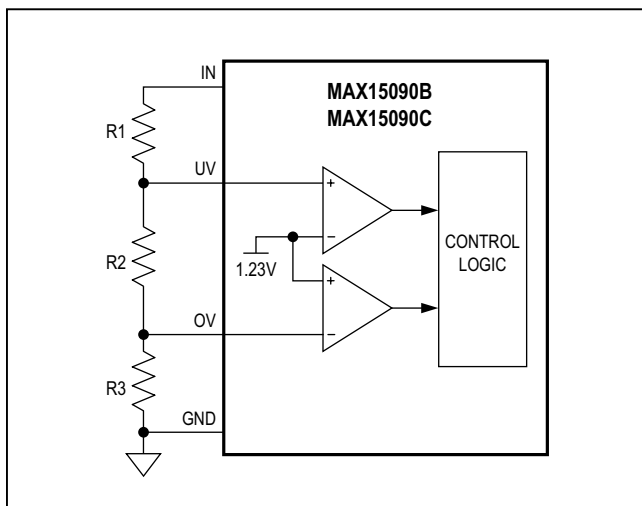 IN
MAX15090B
MAX15090C
R1
UV
+
−
CONTROL
LOGIC
R2
1.23V
+
OV
−
R3
GND